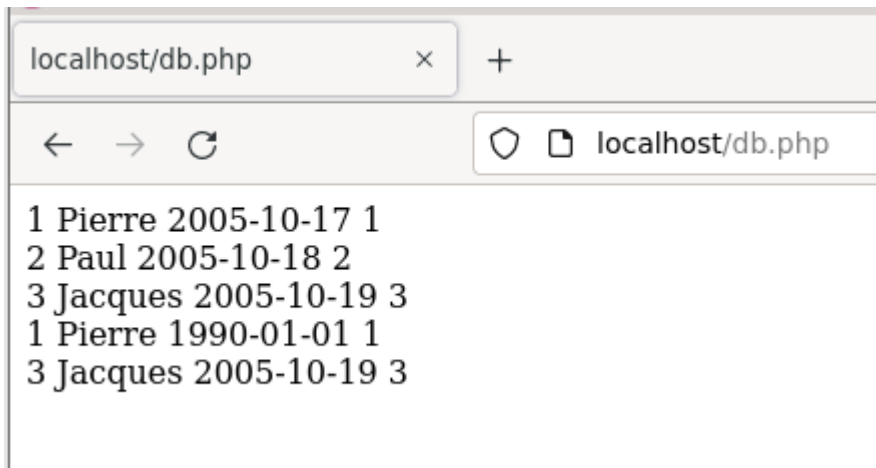 localhost/db.php
localhost/db.php
1 Pierre 2005-10-17 1
2 Paul 2005-10-18 2
3 Jacques 2005-10-19 3
1 Pierre 1990-01-01 1
3 Jacques 2005-10-19 3